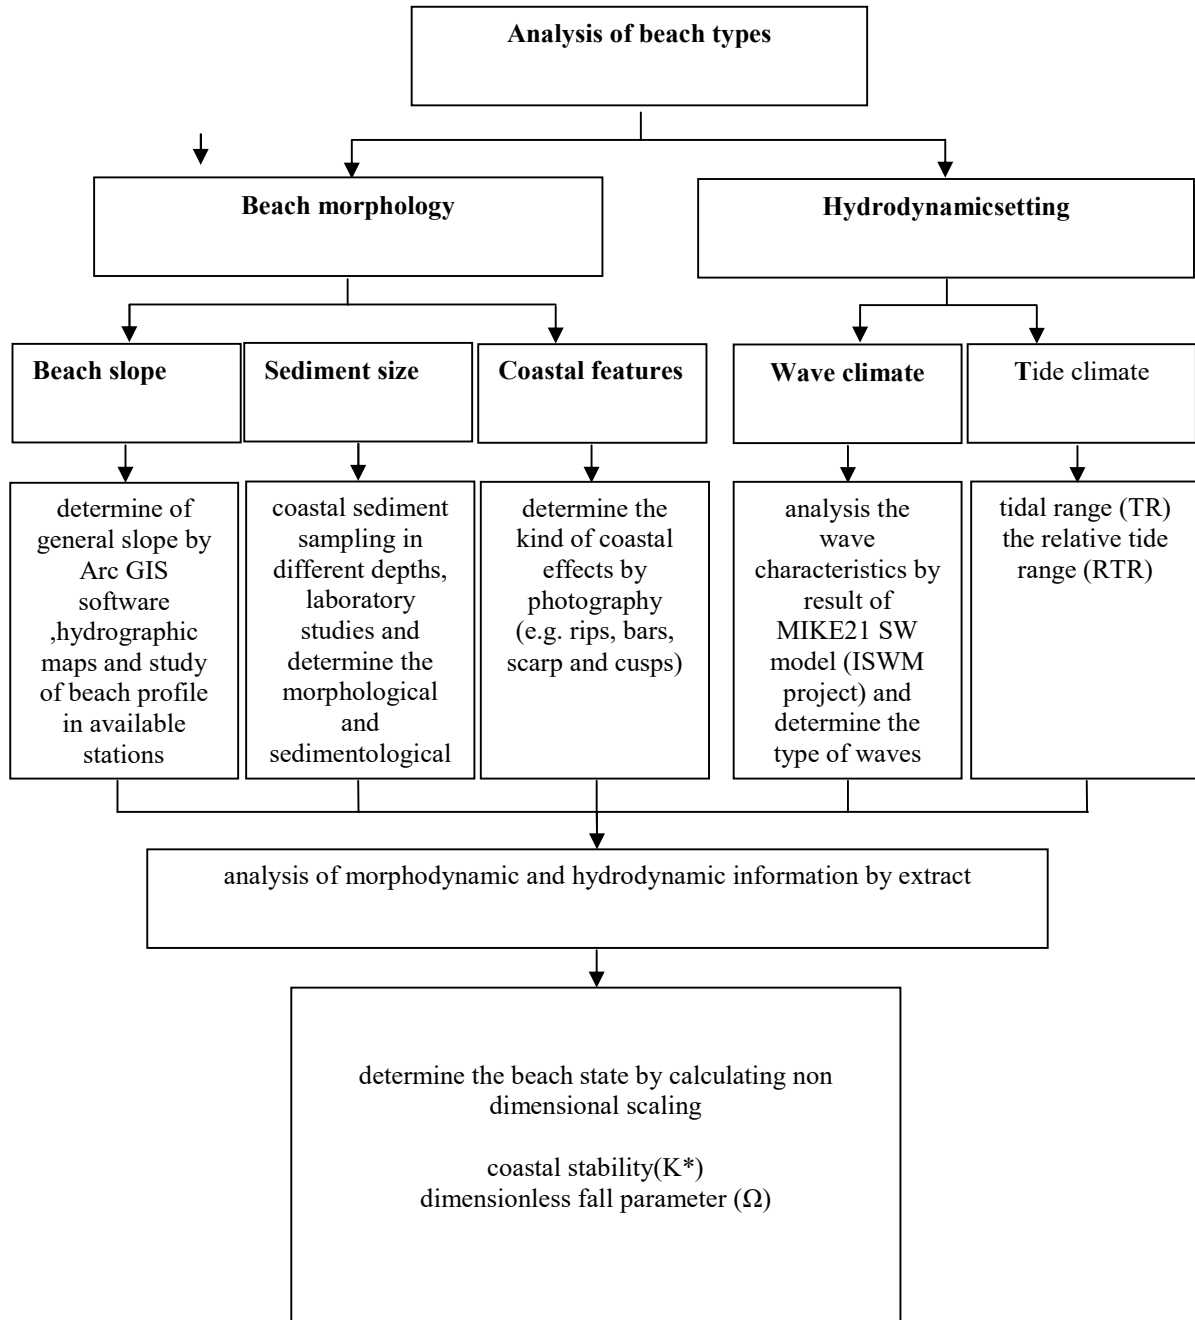 Analysis of beach types
Beach morphology
Hydrodynamicsetting
Beach slope
Sediment size
Coastal features
Wave climate
Tide climate
determine of
general slope by
Arc GIS
software
,hydrographic
maps and study
of beach profile
in available
stations
coastal sediment
sampling in
different depths,
laboratory
studies and
determine the
morphological
and
sedimentological
determine the
kind of coastal
effects by
photography
(e.g. rips, bars,
scarp and cusps)
analysis the
wave
characteristics by
result of
MIKE21 SW
model (ISWM
project) and
determine the
type of waves
tidal range (TR)
the relative tide
range (RTR)
analysis of morphodynamic and hydrodynamic information by extract
determine the beach state by calculating non
dimensional scaling
coastal stability(K*)
dimensionless fall parameter (Ω)